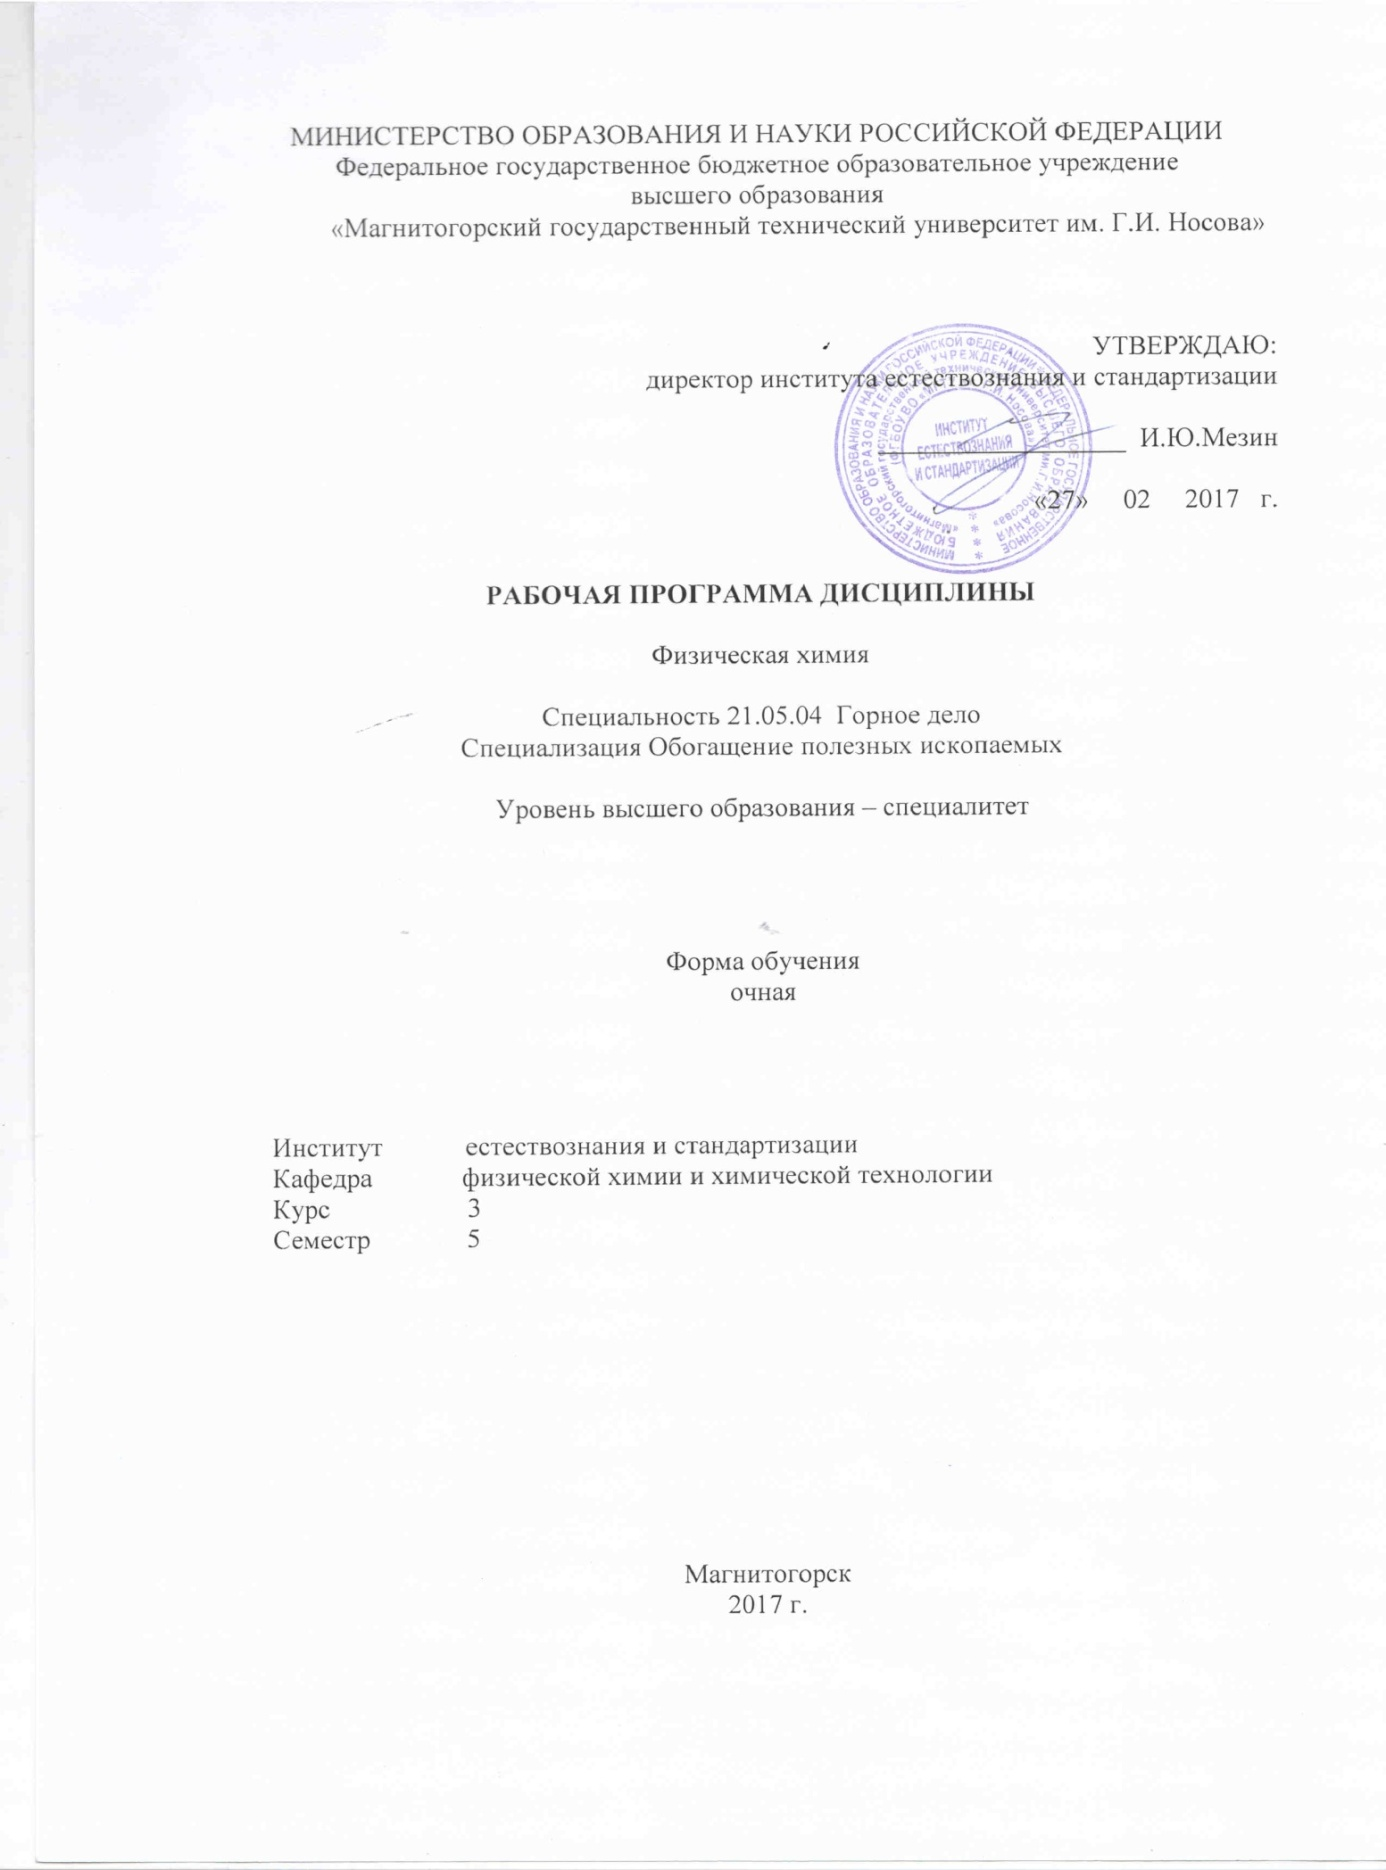 МИНИСТЕРСТВО ОБРАЗОВАНИЯ И НАУКИ РОССИЙСКОЙ ФЕДЕРАЦИИ
Федеральное государственное бюджетное образовательное учреждение
высшего образования
«Магнитогорский государственный технический университет им. Г.И. Носова»
УТВЕРЖДАЮ:
директор института естествознания и стандартизации
И.Ю.Мезин
«27» 02 2017 г.
ИНСТИТУТ
ЕСТЕСТВОЗНАНИЯ
И СТАНДАРТИЗАЦИИ
РАБОЧАЯ ПРОГРАММА ДИСЦИПЛИНЫ
Физическая химия
Специальность 21.05.04 Горное дело
Специализация Обогащение полезных ископаемых
Уровень высшего образования – специалитет
Форма обучения
очная
Институт естествознания и стандартизации
Кафедра физической химии и химической технологии
Курс 3
Семестр 5
Магнитогорск
2017 г.